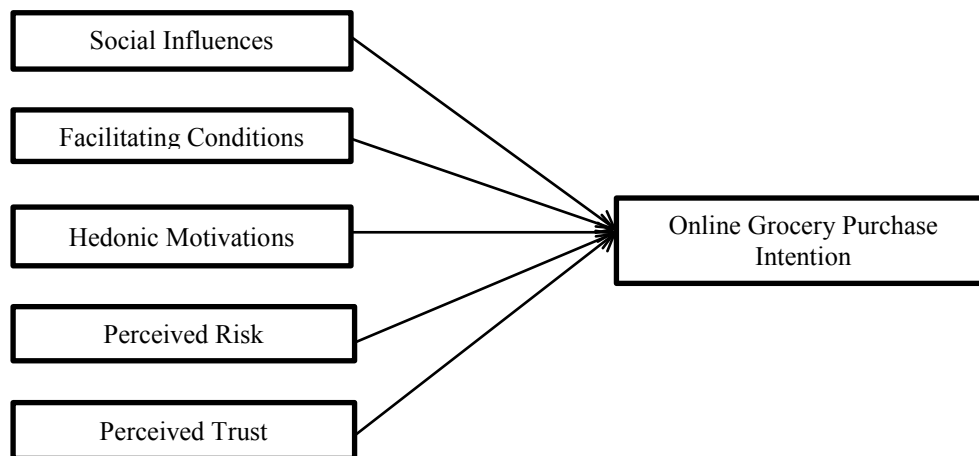 Social Influences
Facilitating Conditions
Hedonic Motivations
Online Grocery Purchase
Intention
Perceived Risk
Perceived Trust